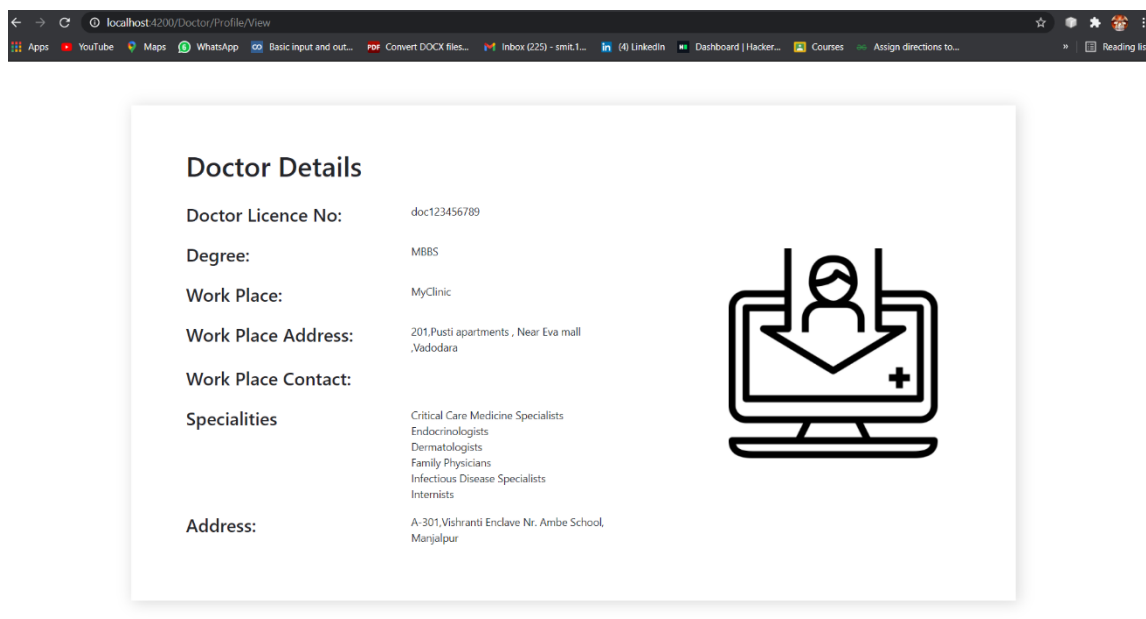 localhost:4200/Doctor/Profile/View
Apps YouTube Maps WhatsApp Basic input and out... PDF Convert DOCX files... Inbox (225) - smit.1... in (4) LinkedIn Dashboard | Hacker... Courses Assign directions to... » Reading lis
Doctor Details
Doctor Licence No: doc123456789
Degree: MBBS
Work Place: MyClinic
Work Place Address: 201,Pusti apartments , Near Eva mall
,Vadodara
Work Place Contact:
Specialities Critical Care Medicine Specialists
Endocrinologists
Dermatologists
Family Physicians
Infectious Disease Specialists
Internists
Address: A-301,Vishranti Enclave Nr. Ambe School,
Manjalpur